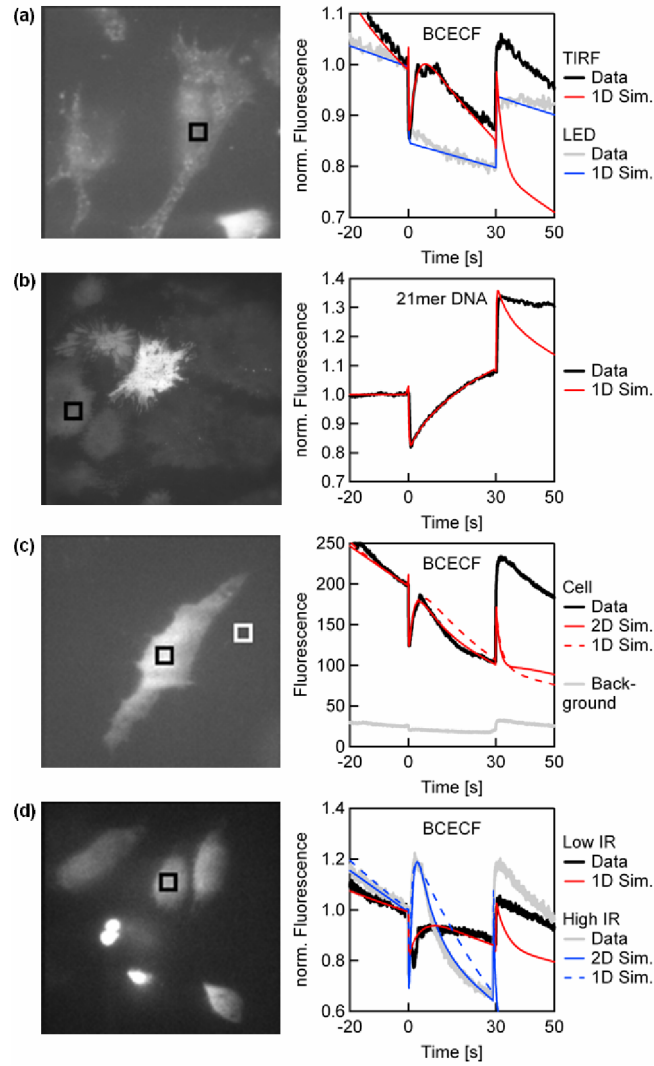 (a)
BCECF
norm. Fluorescence
1.1
1.0
0.9
0.8
0.7
-20
0
30
50
Time [s]
TIRF
Data
1D Sim.
LED
Data
1D Sim.
(b)
21mer DNA
norm. Fluorescence
1.4
1.3
1.2
1.1
1.0
0.9
0.8
0.7
-20
0
30
50
Time [s]
Data
1D Sim.
(c)
BCECF
Fluorescence
250
200
150
100
50
0
-20
0
30
50
Time [s]
Cell
Data
2D Sim.
1D Sim.
Back-
ground
(d)
BCECF
norm. Fluorescence
1.4
1.2
1.0
0.8
0.6
-20
0
30
50
Time [s]
Low IR
Data
1D Sim.
High IR
Data
2D Sim.
1D Sim.